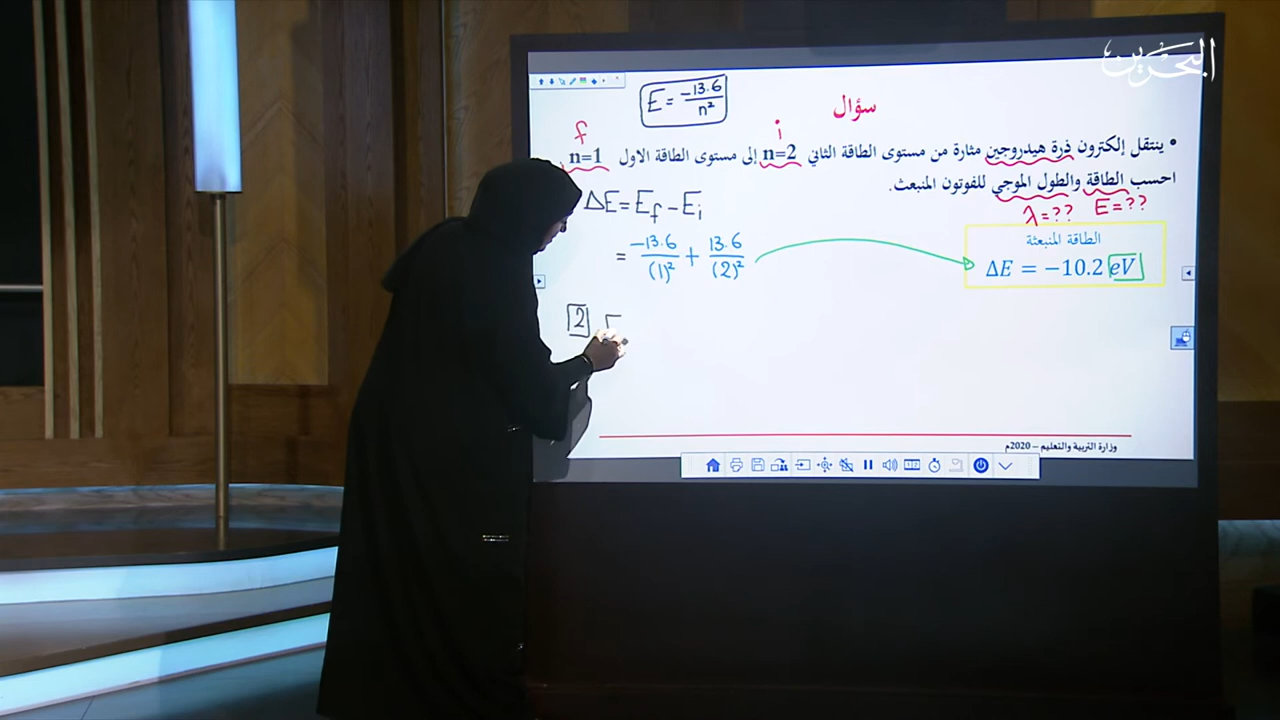 البحرين
E = -13.6 / n²
سؤال
f
i
• ينتقل إلكترون ذرة هيدروجين مثارة من مستوى الطاقة الثاني n=2 إلى مستوى الطاقة الاول n=1
احسب الطاقة والطول الموجي للفوتون المنبعث.
λ=?? E=??
ΔE = Ef - Ei
= -13.6 / (1)² + 13.6 / (2)²
الطاقة المنبعثة
ΔE = −10.2 eV
2
وزارة التربية والتعليم – 2020م